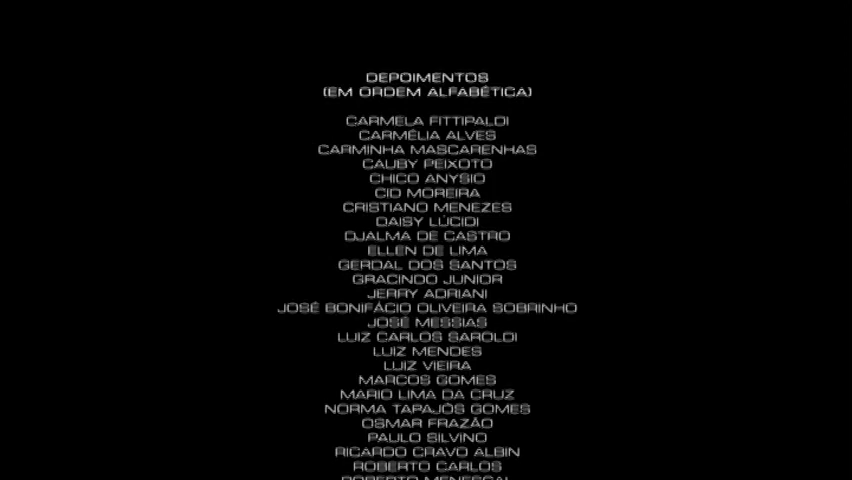 DEPOIMENTOS
(EM ORDEM ALFABÉTICA)
CARMELA FITTIPALDI
CARMÉLIA ALVES
CARMINHA MASCARENHAS
CAUBY PEIXOTO
CHICO ANYSIO
CID MOREIRA
CRISTIANO MENEZES
DAISY LÚCIDI
DJALMA DE CASTRO
ELLEN DE LIMA
GERDAL DOS SANTOS
GRACINDO JUNIOR
JERRY ADRIANI
JOSÉ BONIFÁCIO OLIVEIRA SOBRINHO
JOSÉ MESSIAS
LUIZ CARLOS SAROLDI
LUIZ MENDES
LUIZ VIEIRA
MARCOS GOMES
MARIO LIMA DA CRUZ
NORMA TAPAJÓS GOMES
OSMAR FRAZÃO
PAULO SILVINO
RICARDO CRAVO ALBIN
ROBERTO CARLOS
ROBERTO MENESCAL